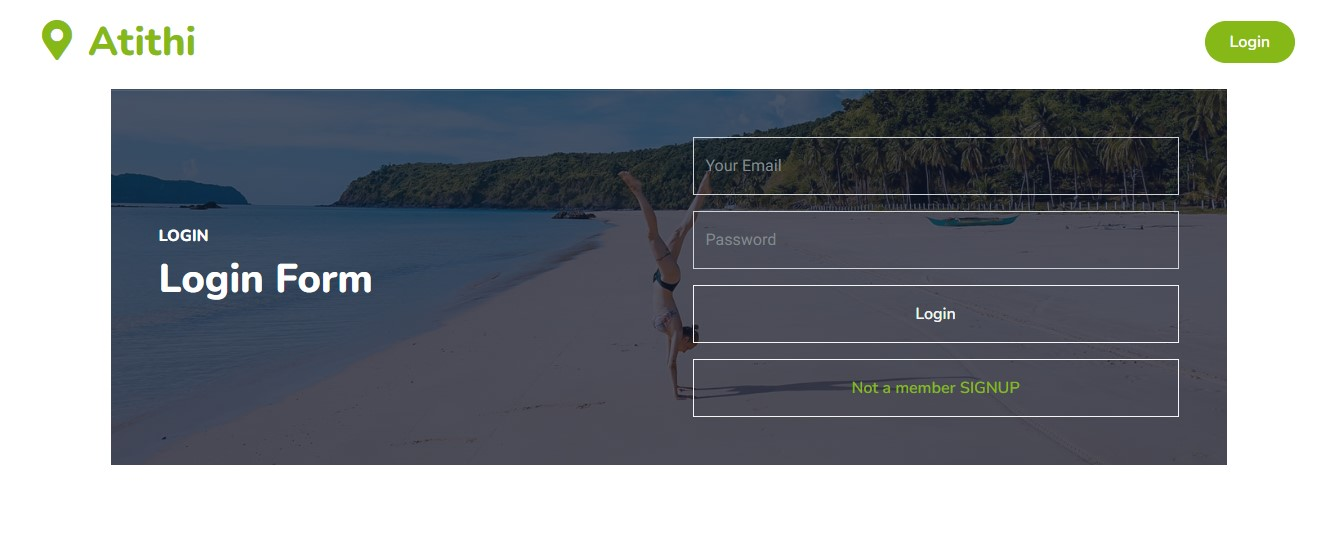 Atithi
Login
LOGIN
Login Form
Your Email
Password
Login
Not a member SIGNUP